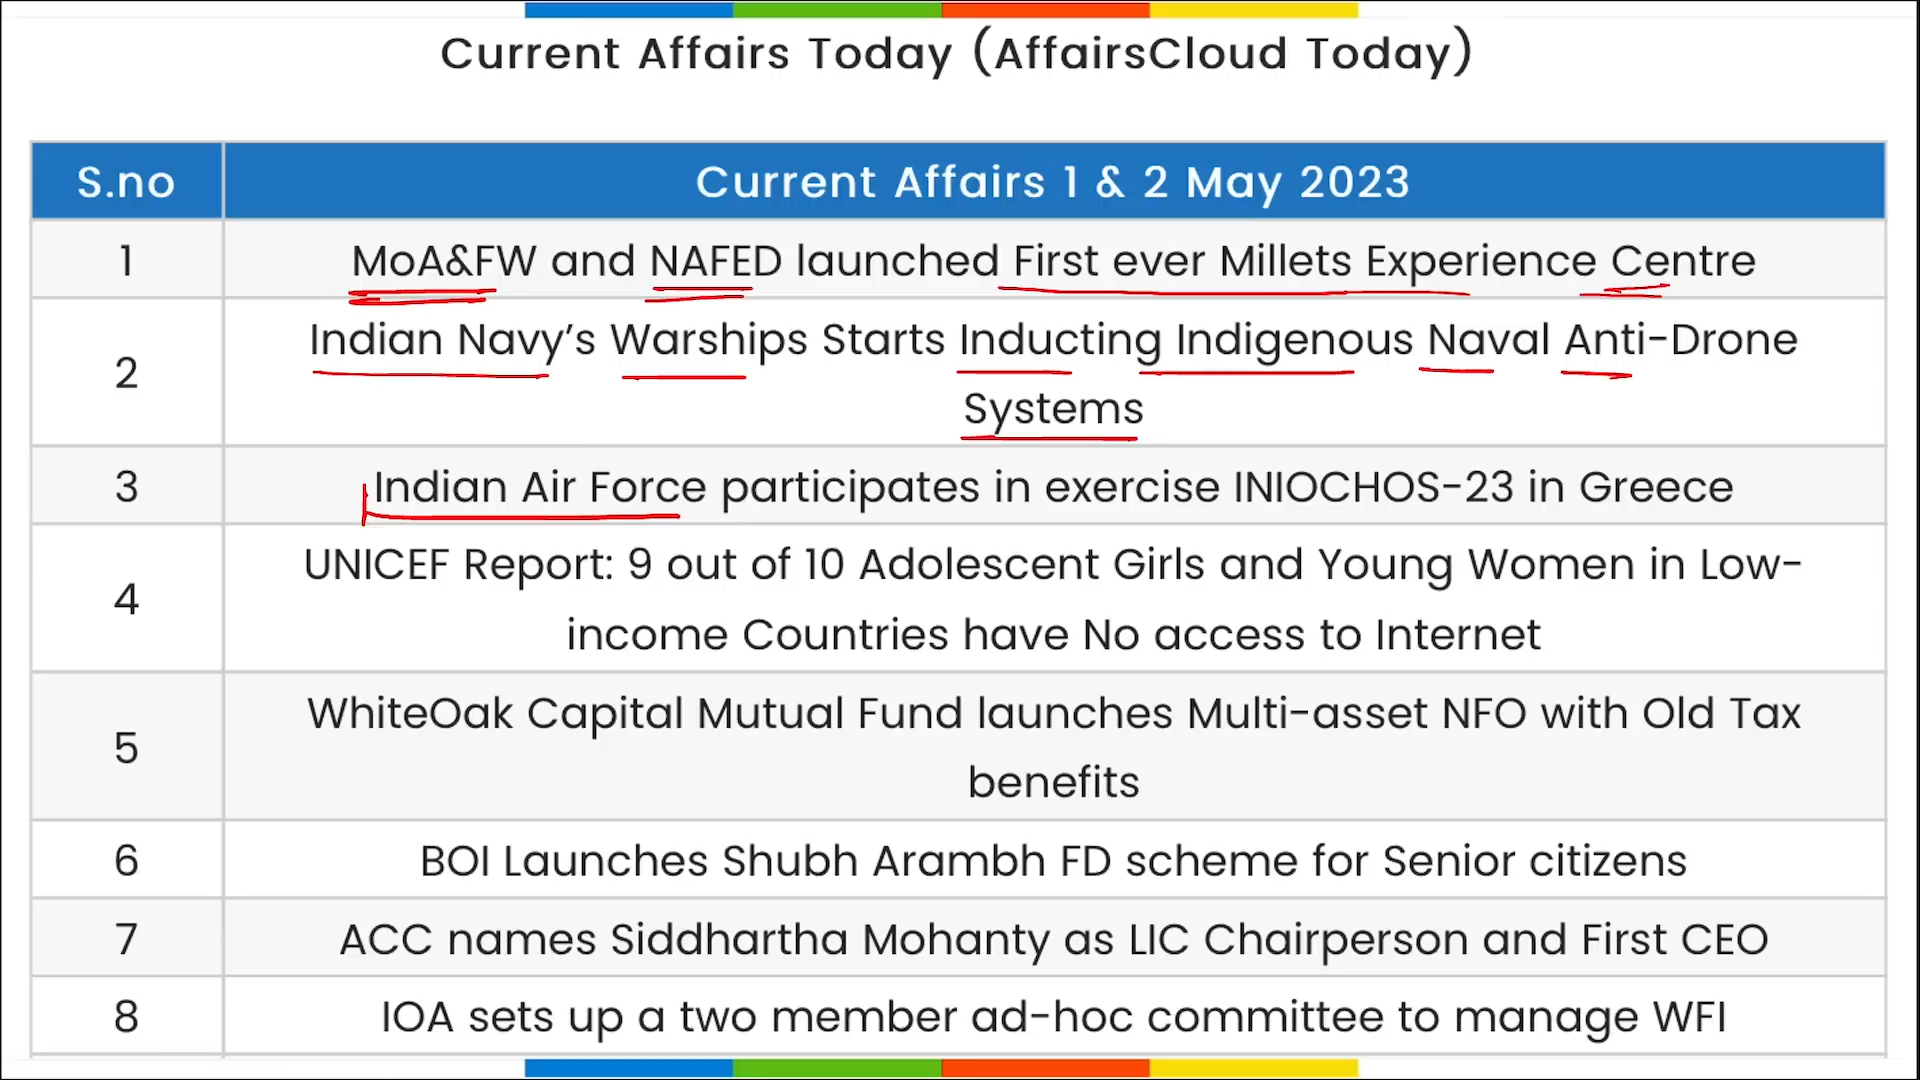 Current Affairs Today (AffairsCloud Today)
S.no Current Affairs 1 & 2 May 2023
1 MoA&FW and NAFED launched First ever Millets Experience Centre
2 Indian Navy’s Warships Starts Inducting Indigenous Naval Anti-Drone
Systems
3 Indian Air Force participates in exercise INIOCHOS-23 in Greece
4 UNICEF Report: 9 out of 10 Adolescent Girls and Young Women in Low-
income Countries have No access to Internet
5 WhiteOak Capital Mutual Fund launches Multi-asset NFO with Old Tax
benefits
6 BOI Launches Shubh Arambh FD scheme for Senior citizens
7 ACC names Siddhartha Mohanty as LIC Chairperson and First CEO
8 IOA sets up a two member ad-hoc committee to manage WFI